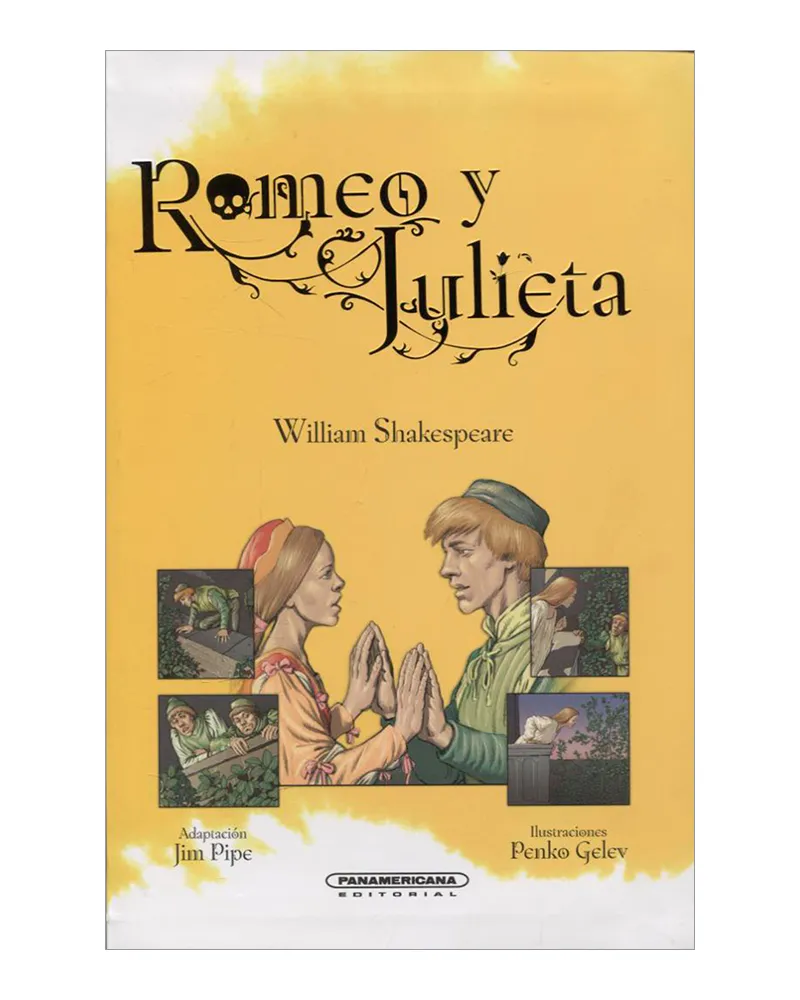 Romeo y
Julieta
William Shakespeare
Adaptación
Jim Pipe
Ilustraciones
Penko Gelev
PANAMERICANA
EDITORIAL